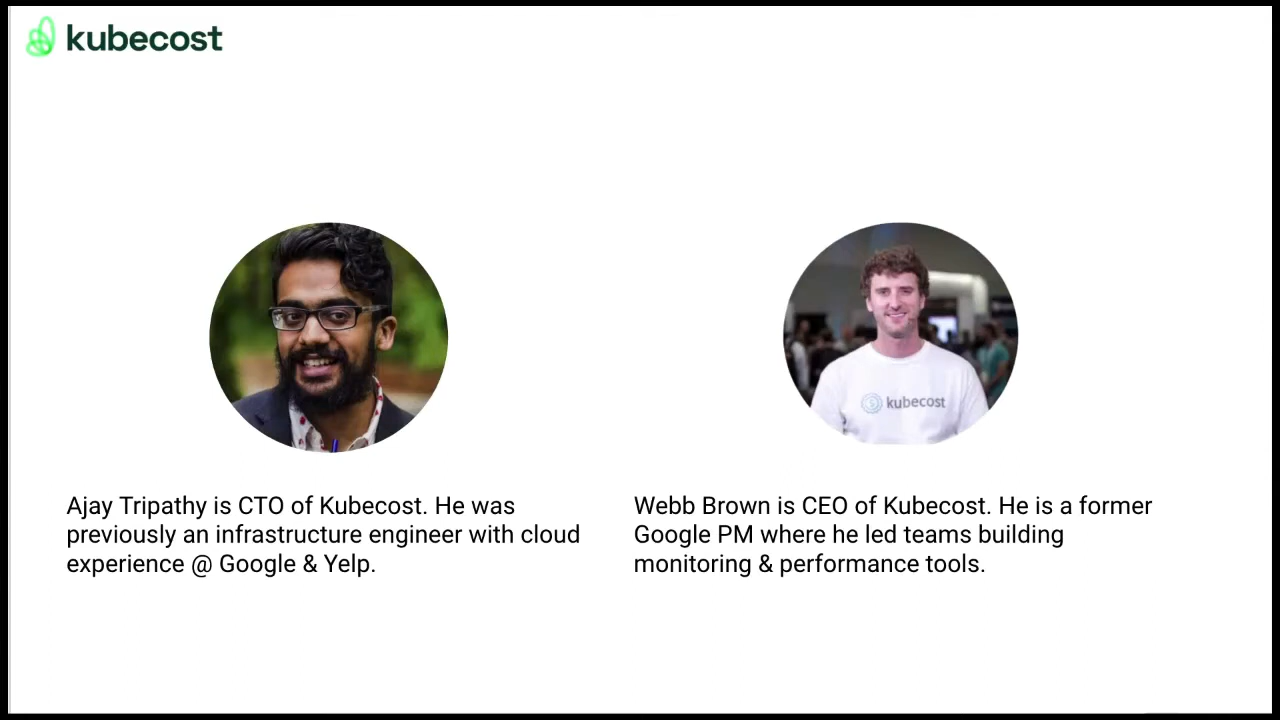 kubecost
kubecost
Ajay Tripathy is CTO of Kubecost. He was
previously an infrastructure engineer with cloud
experience @ Google & Yelp.
Webb Brown is CEO of Kubecost. He is a former
Google PM where he led teams building
monitoring & performance tools.